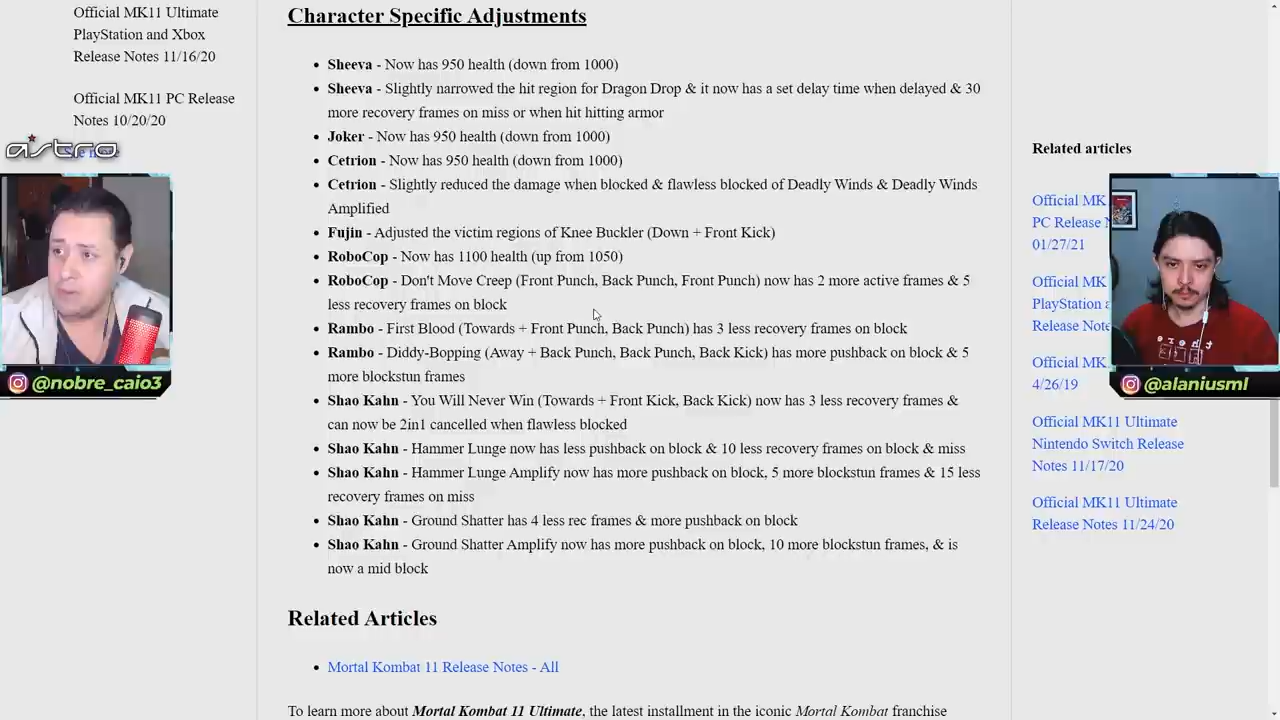 Official MK11 Ultimate
PlayStation and Xbox
Release Notes 11/16/20
Official MK11 PC Release
Notes 10/20/20
astro
@nobre_caio3
Character Specific Adjustments
Sheeva - Now has 950 health (down from 1000)
Sheeva - Slightly narrowed the hit region for Dragon Drop & it now has a set delay time when delayed & 30
more recovery frames on miss or when hit hitting armor
Joker - Now has 950 health (down from 1000)
Cetrion - Now has 950 health (down from 1000)
Cetrion - Slightly reduced the damage when blocked & flawless blocked of Deadly Winds & Deadly Winds
Amplified
Fujin - Adjusted the victim regions of Knee Buckler (Down + Front Kick)
RoboCop - Now has 1100 health (up from 1050)
RoboCop - Don't Move Creep (Front Punch, Back Punch, Front Punch) now has 2 more active frames & 5
less recovery frames on block
Rambo - First Blood (Towards + Front Punch, Back Punch) has 3 less recovery frames on block
Rambo - Diddy-Bopping (Away + Back Punch, Back Punch, Back Kick) has more pushback on block & 5
more blockstun frames
Shao Kahn - You Will Never Win (Towards + Front Kick, Back Kick) now has 3 less recovery frames &
can now be 2in1 cancelled when flawless blocked
Shao Kahn - Hammer Lunge now has less pushback on block & 10 less recovery frames on block & miss
Shao Kahn - Hammer Lunge Amplify now has more pushback on block, 5 more blockstun frames & 15 less
recovery frames on miss
Shao Kahn - Ground Shatter has 4 less rec frames & more pushback on block
Shao Kahn - Ground Shatter Amplify now has more pushback on block, 10 more blockstun frames, & is
now a mid block
Related Articles
Mortal Kombat 11 Release Notes - All
To learn more about Mortal Kombat 11 Ultimate, the latest installment in the iconic Mortal Kombat franchise
Related articles
Official MK
PC Release
01/27/21
Official MK
PlayStation
Release Note
Official MK
4/26/19
@alaniusml
Official MK11 Ultimate
Nintendo Switch Release
Notes 11/17/20
Official MK11 Ultimate
Release Notes 11/24/20